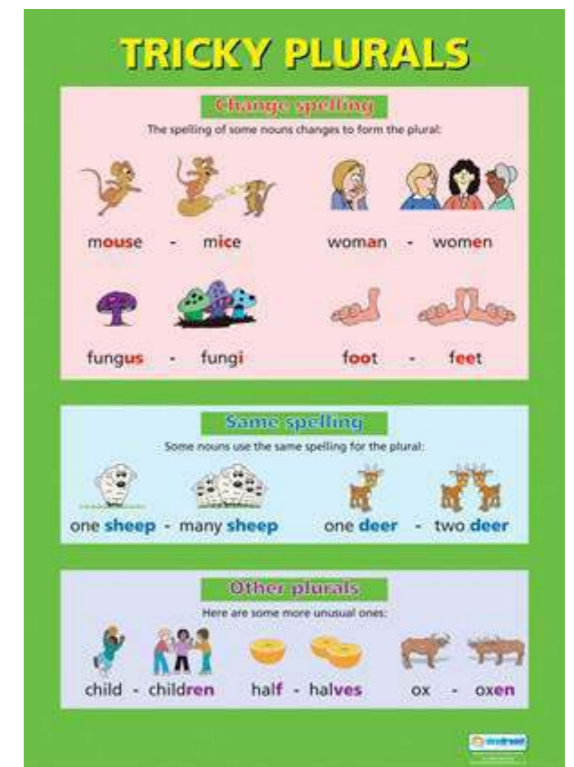 TRICKY PLURALS
Change spelling
The spelling of some nouns changes to form the plural:
mouse - mice woman - women
fungus - fungi foot - feet
Same spelling
Some nouns use the same spelling for the plural:
one sheep - many sheep one deer - two deer
Other plurals
Here are some more unusual ones:
child - children half - halves ox - oxen